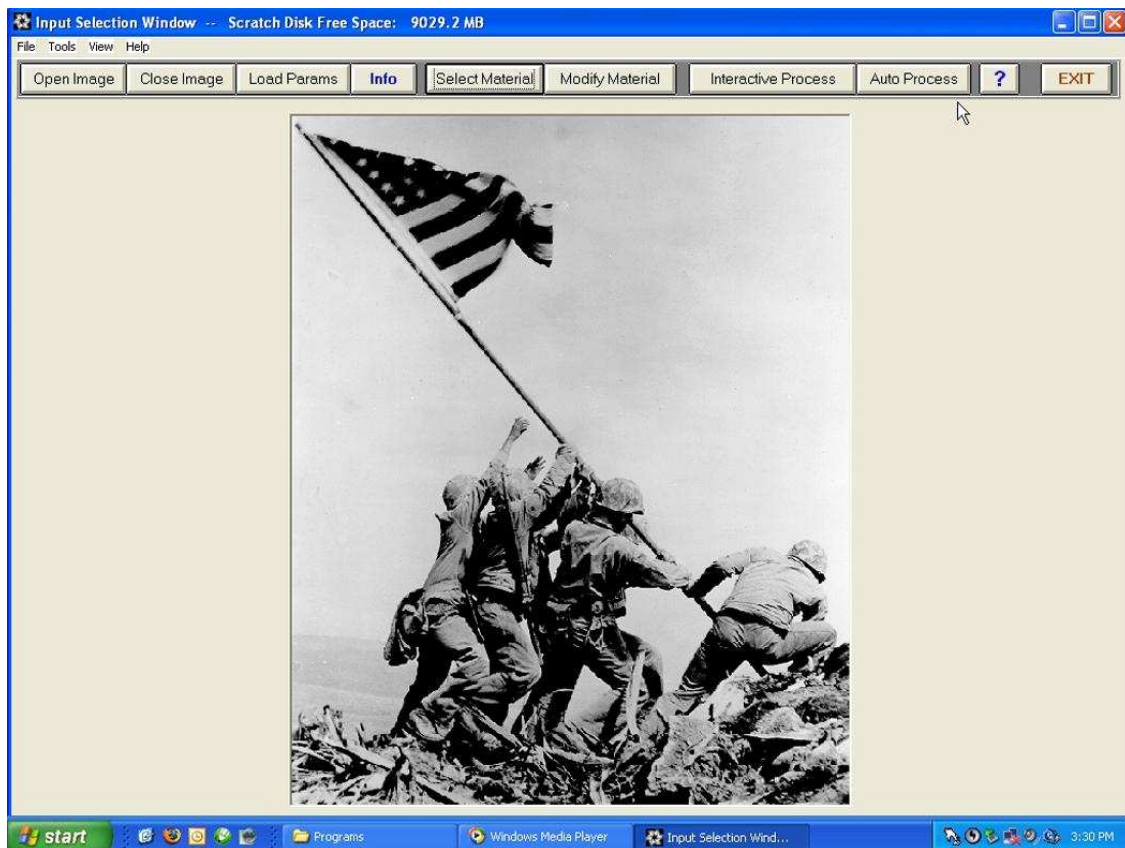 Input Selection Window -- Scratch Disk Free Space: 9029.2 MB
File Tools View Help
Open Image Close Image Load Params Info Select Material Modify Material Interactive Process Auto Process ? EXIT
start Programs Windows Media Player Input Selection Wind... 3:30 PM